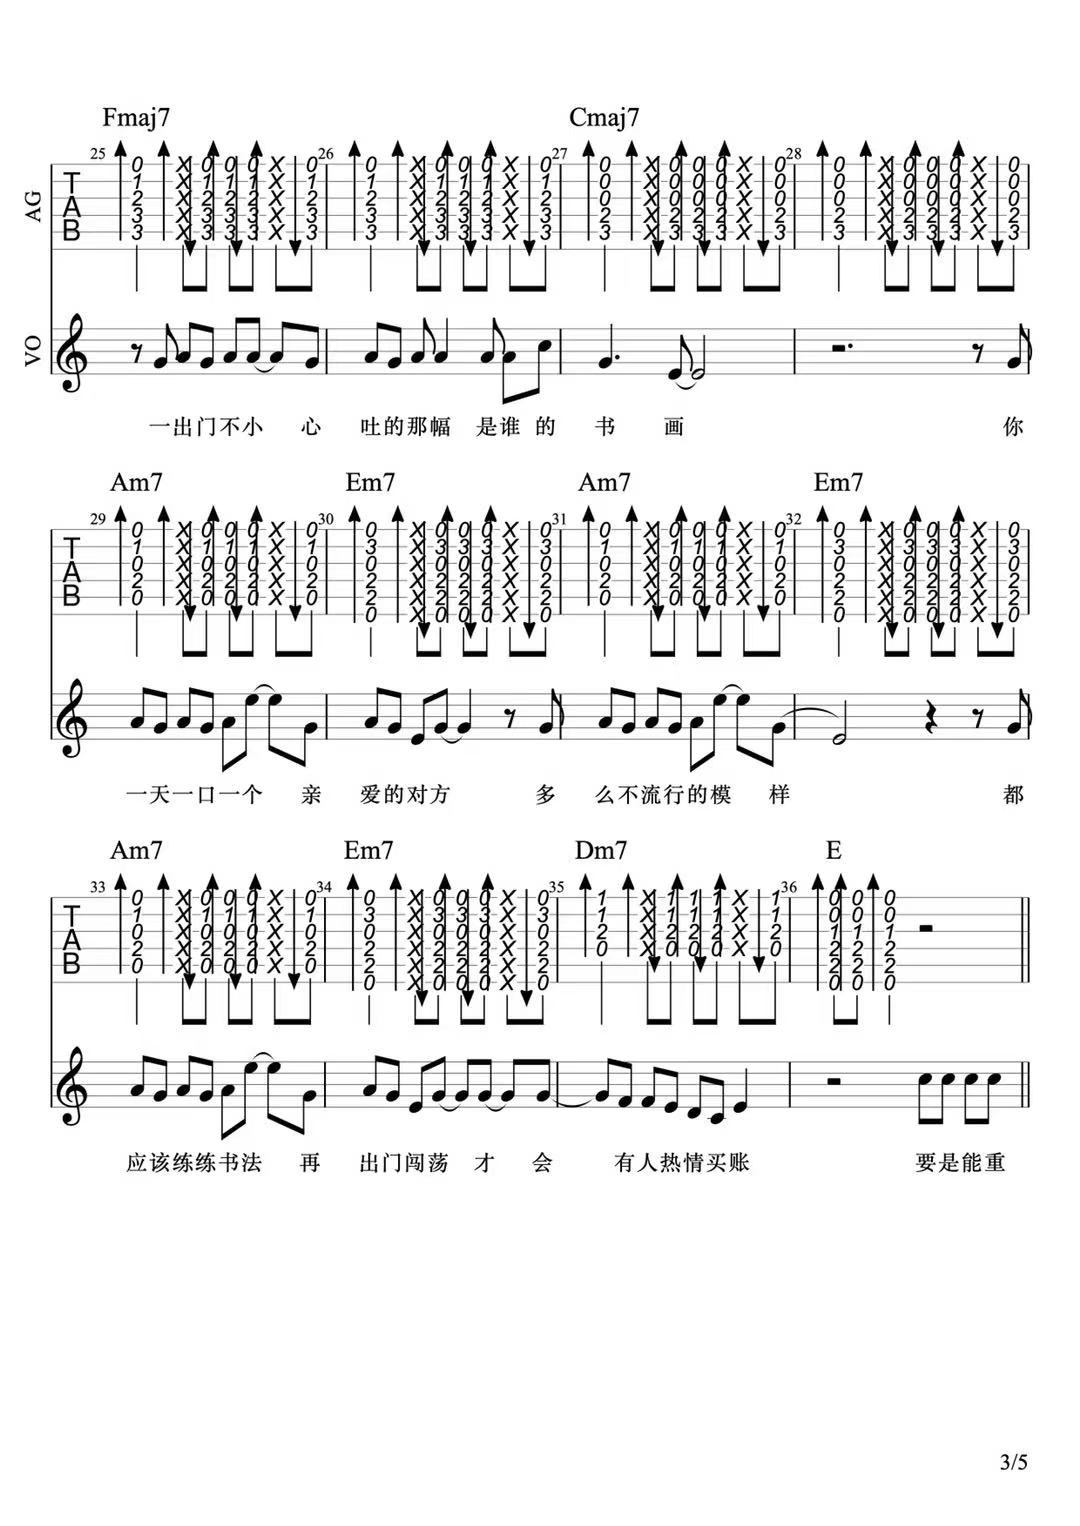 Fmaj7 Cmaj7
25 26 27 28
AG
TAB
VO
一出门不小 心 吐的那幅 是谁 的 书 画 你
Am7 Em7 Am7 Em7
29 30 31 32
TAB
一天一口一个 亲 爱的对方 多 么不流行的模 样 都
Am7 Em7 Dm7 E
33 34 35 36
TAB
应该练练书法 再 出门闯荡 才 会 有人热情买账 要是能重
3/5